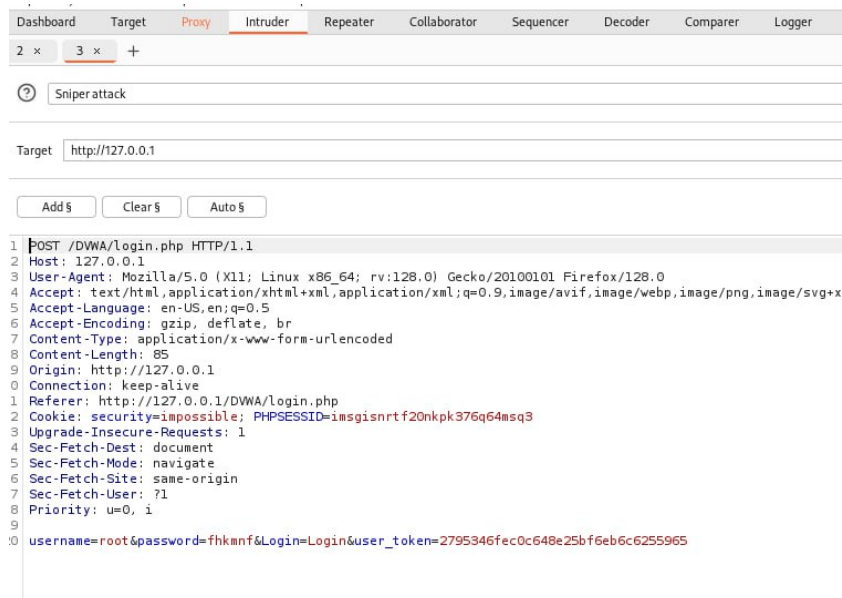 Dashboard Target Proxy Intruder Repeater Collaborator Sequencer Decoder Comparer Logger
2 × 3 × +
? Sniper attack
Target http://127.0.0.1
Add § Clear § Auto §
1 POST /DVWA/login.php HTTP/1.1
2 Host: 127.0.0.1
3 User-Agent: Mozilla/5.0 (X11; Linux x86_64; rv:128.0) Gecko/20100101 Firefox/128.0
4 Accept: text/html,application/xhtml+xml,application/xml;q=0.9,image/avif,image/webp,image/png,image/svg+x
5 Accept-Language: en-US,en;q=0.5
6 Accept-Encoding: gzip, deflate, br
7 Content-Type: application/x-www-form-urlencoded
8 Content-Length: 85
9 Origin: http://127.0.0.1
0 Connection: keep-alive
1 Referer: http://127.0.0.1/DVWA/login.php
2 Cookie: security=impossible; PHPSESSID=imsgisnrtf20nkpk376q64msq3
3 Upgrade-Insecure-Requests: 1
4 Sec-Fetch-Dest: document
5 Sec-Fetch-Mode: navigate
6 Sec-Fetch-Site: same-origin
7 Sec-Fetch-User: ?1
8 Priority: u=0, i
9
0 username=root&password=fhkmnf&Login=Login&user_token=2795346fec0c648e25bf6eb6c6255965